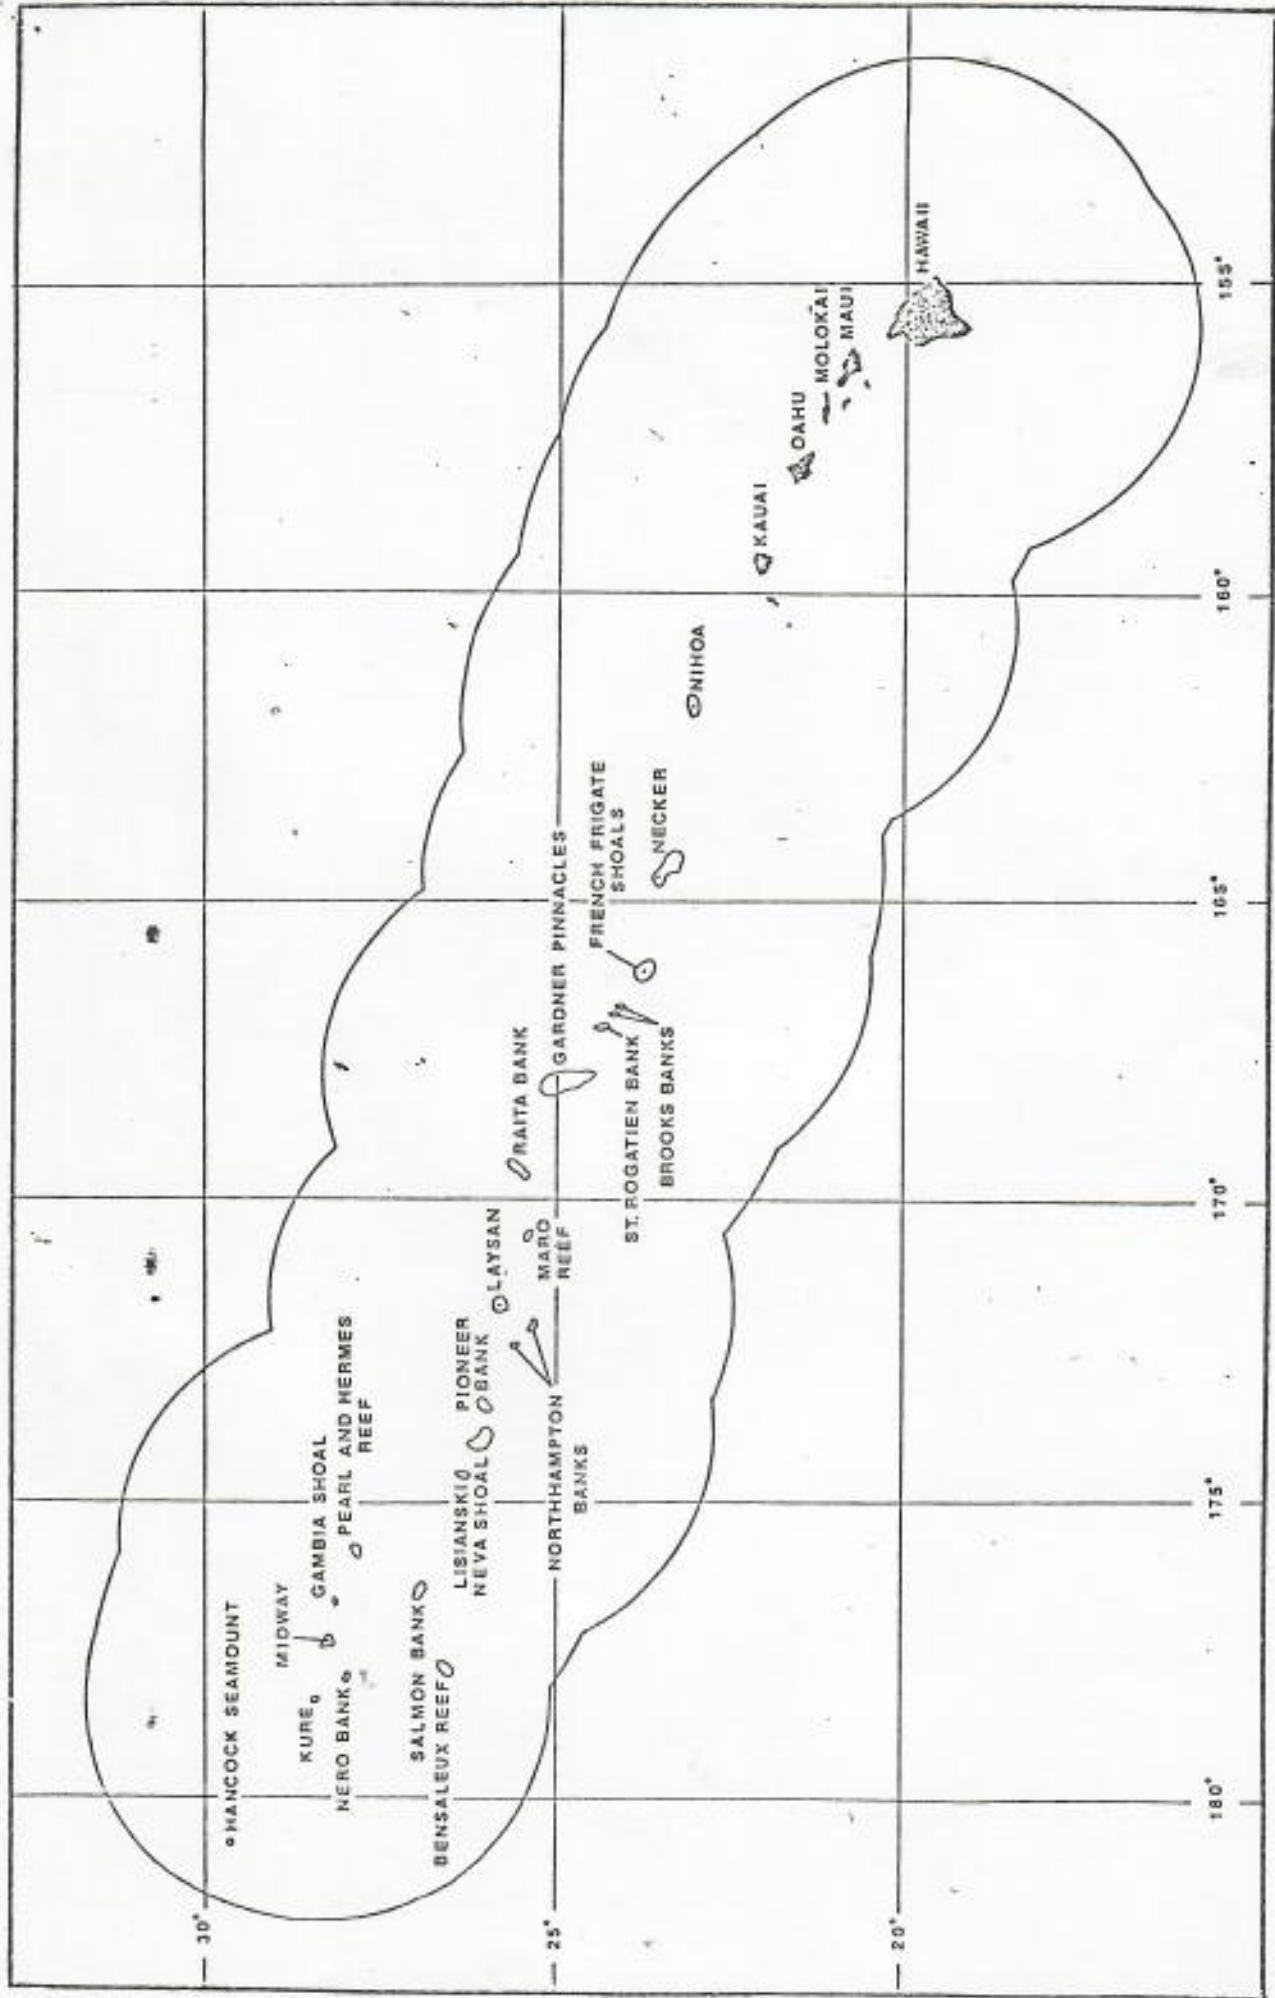 HANCOCK SEAMOUNT
MIDWAY
GAMBIA SHOAL
PEARL AND HERMES
REEF
KURE
NERO BANK
SALMON BANK
BENSALEUX REEF
LISIANSKI
NEVA SHOAL
PIONEER
BANK
LAYSAN
MARO
REEF
NORTHHAMPTON
BANKS
RAITA BANK
GARDNER PINNACLES
ST. ROGATIEN BANK
BROOKS BANKS
FRENCH FRIGATE
SHOALS
NECKER
NIHOA
KAUAI
OAHU
MOLOKAI
MAUI
HAWAII
30°
25°
20°
180°
175°
170°
165°
160°
155°